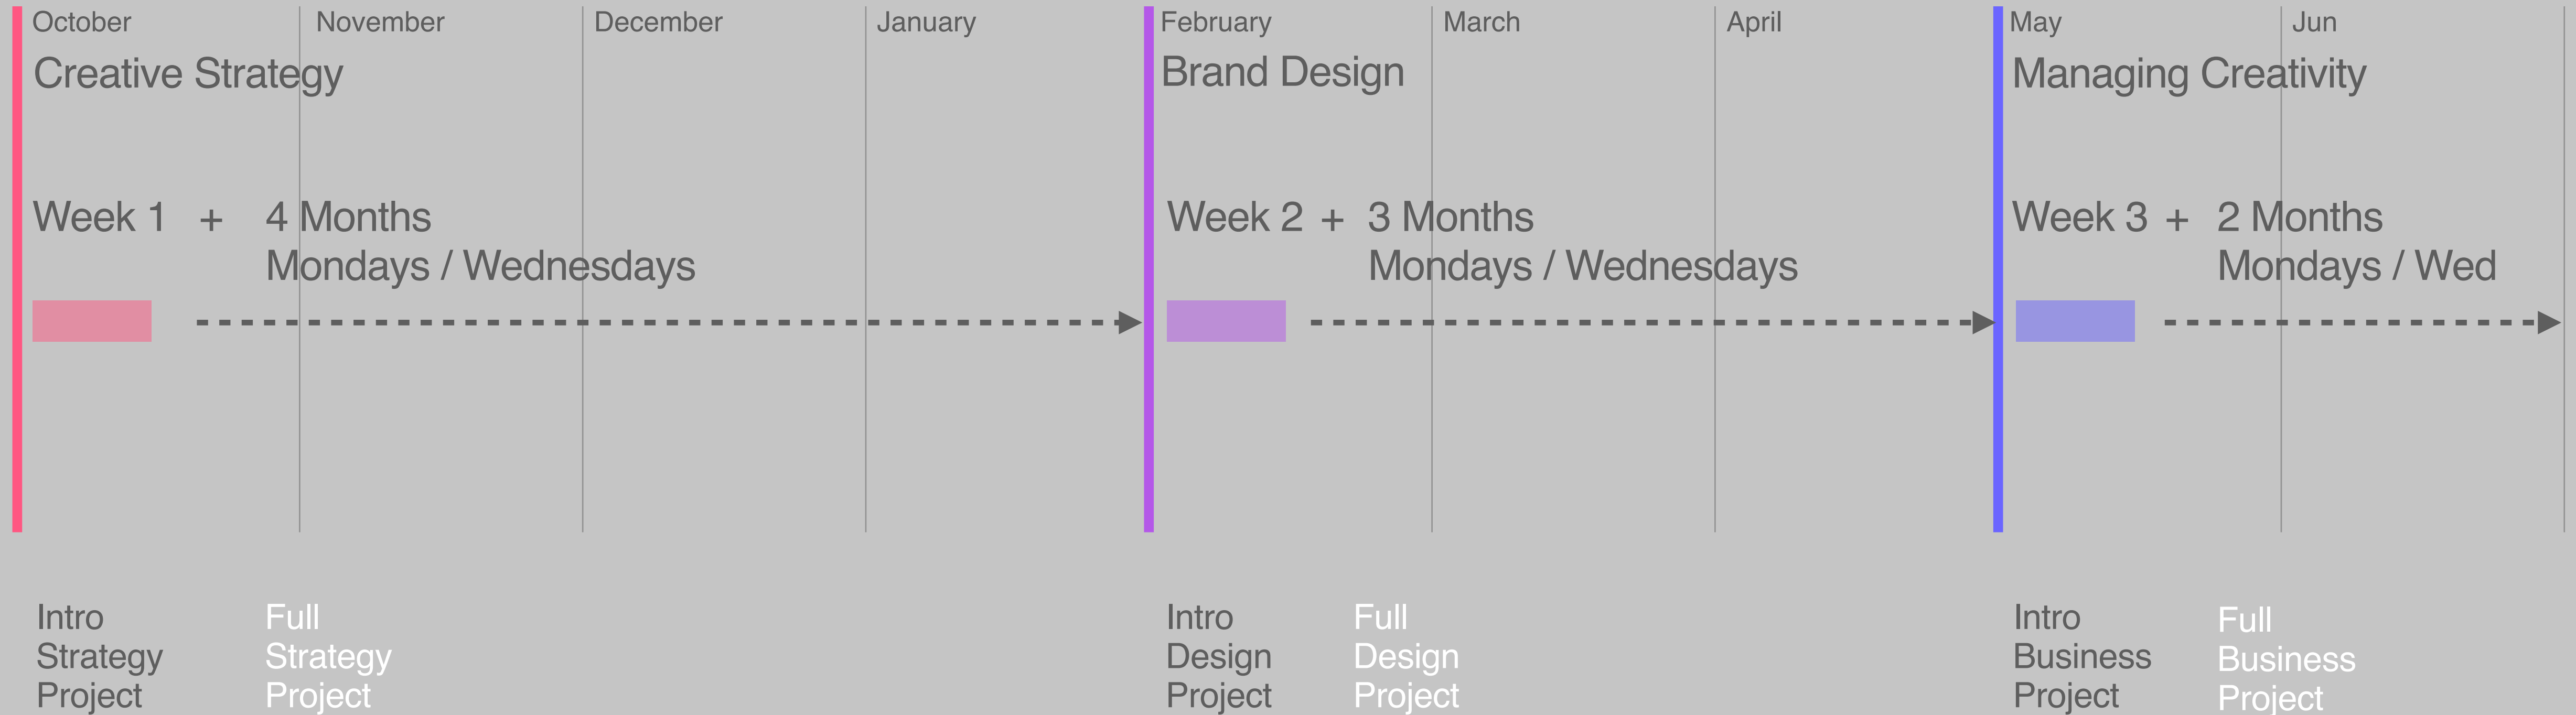 October November December January February March April May Jun
Creative Strategy Brand Design Managing Creativity
Week 1 + 4 Months Week 2 + 3 Months Week 3 + 2 Months
Mondays / Wednesdays Mondays / Wednesdays Mondays / Wed
Intro Full Intro Full Intro Full
Strategy Strategy Design Design Business Business
Project Project Project Project Project Project